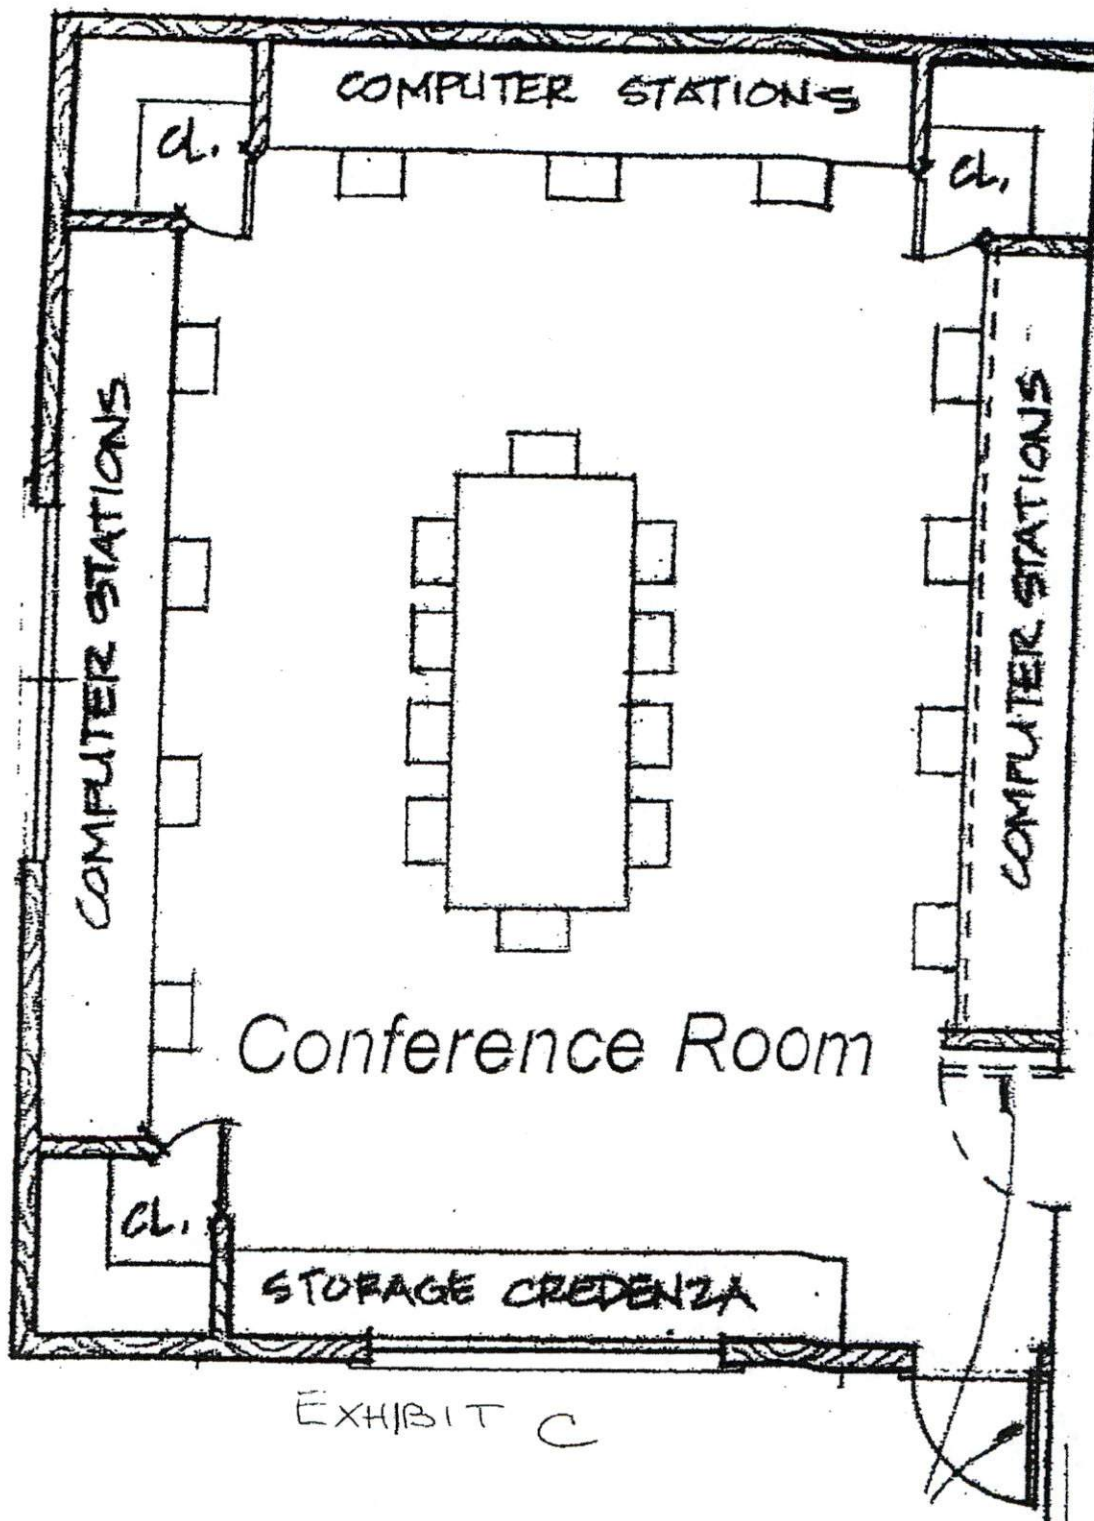 COMPUTER STATIONS
CL.
CL.
COMPUTER STATIONS
COMPUTER STATIONS
Conference Room
CL.
STORAGE CREDENZA
EXHIBIT C